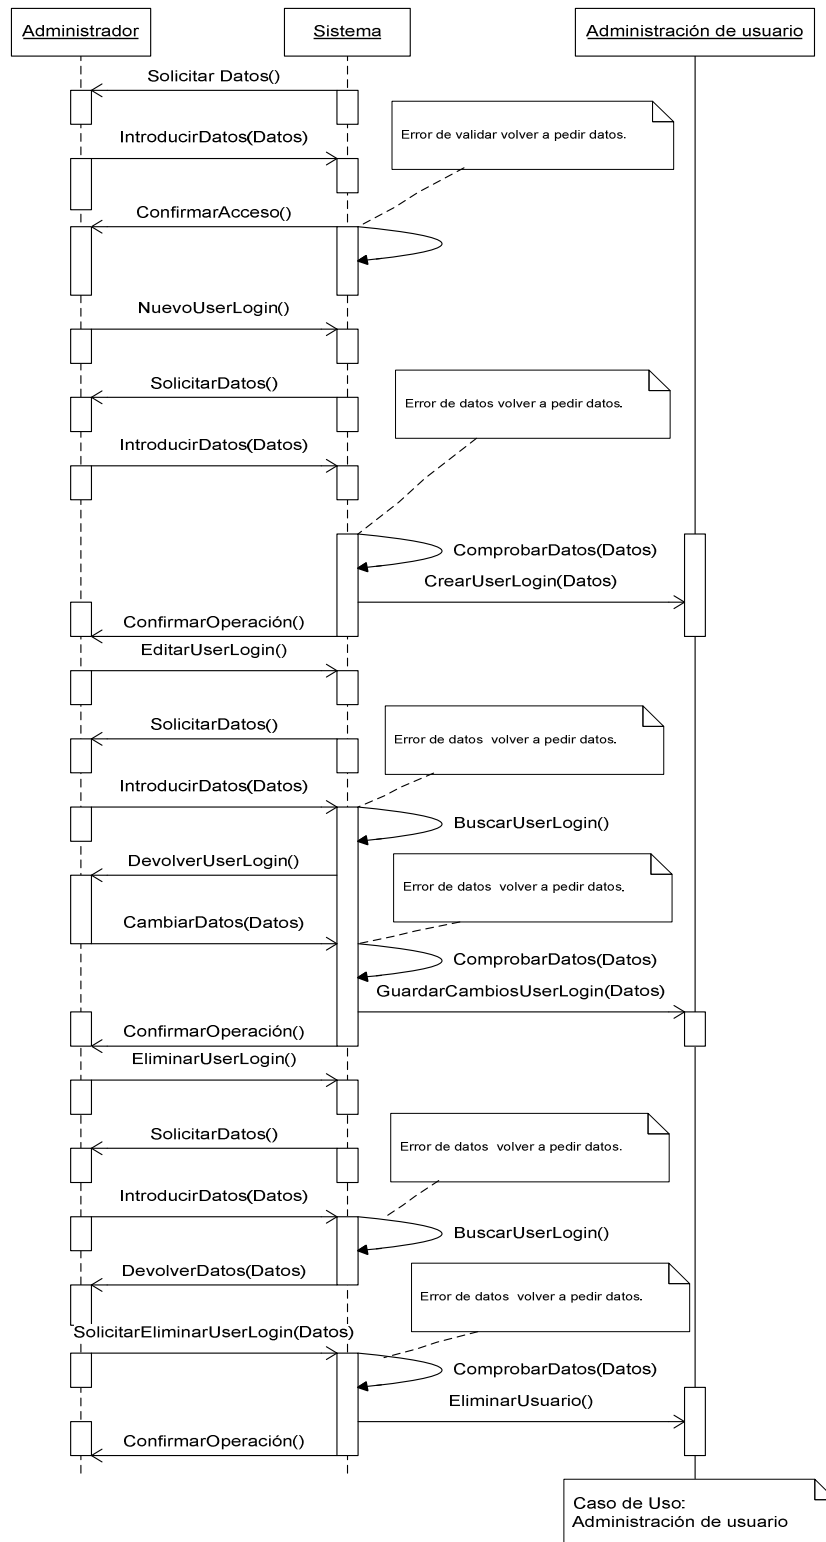 Administrador
Sistema
Administración de usuario
Solicitar Datos()
Error de validar volver a pedir datos.
IntroducirDatos(Datos)
ConfirmarAcceso()
NuevoUserLogin()
SolicitarDatos()
Error de datos volver a pedir datos.
IntroducirDatos(Datos)
ComprobarDatos(Datos)
CrearUserLogin(Datos)
ConfirmarOperación()
EditarUserLogin()
SolicitarDatos()
Error de datos volver a pedir datos.
IntroducirDatos(Datos)
BuscarUserLogin()
DevolverUserLogin()
Error de datos volver a pedir datos.
CambiarDatos(Datos)
ComprobarDatos(Datos)
GuardarCambiosUserLogin(Datos)
ConfirmarOperación()
EliminarUserLogin()
SolicitarDatos()
Error de datos volver a pedir datos.
IntroducirDatos(Datos)
BuscarUserLogin()
DevolverDatos(Datos)
Error de datos volver a pedir datos.
SolicitarEliminarUserLogin(Datos)
ComprobarDatos(Datos)
EliminarUsuario()
ConfirmarOperación()
Caso de Uso:
Administración de usuario